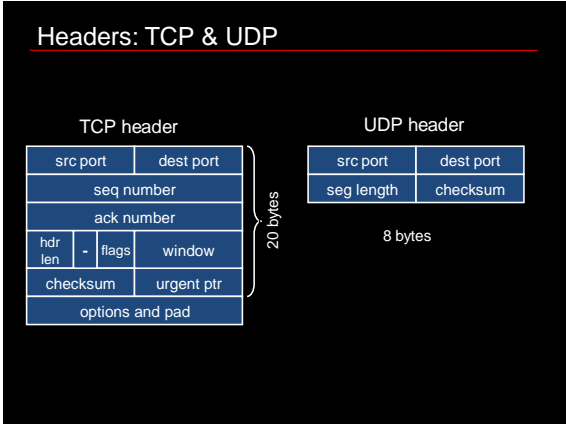 Headers: TCP & UDP
TCP header
src port dest port
seq number
ack number
hdr len - flags window
checksum urgent ptr
options and pad
20 bytes
UDP header
src port dest port
seg length checksum
8 bytes